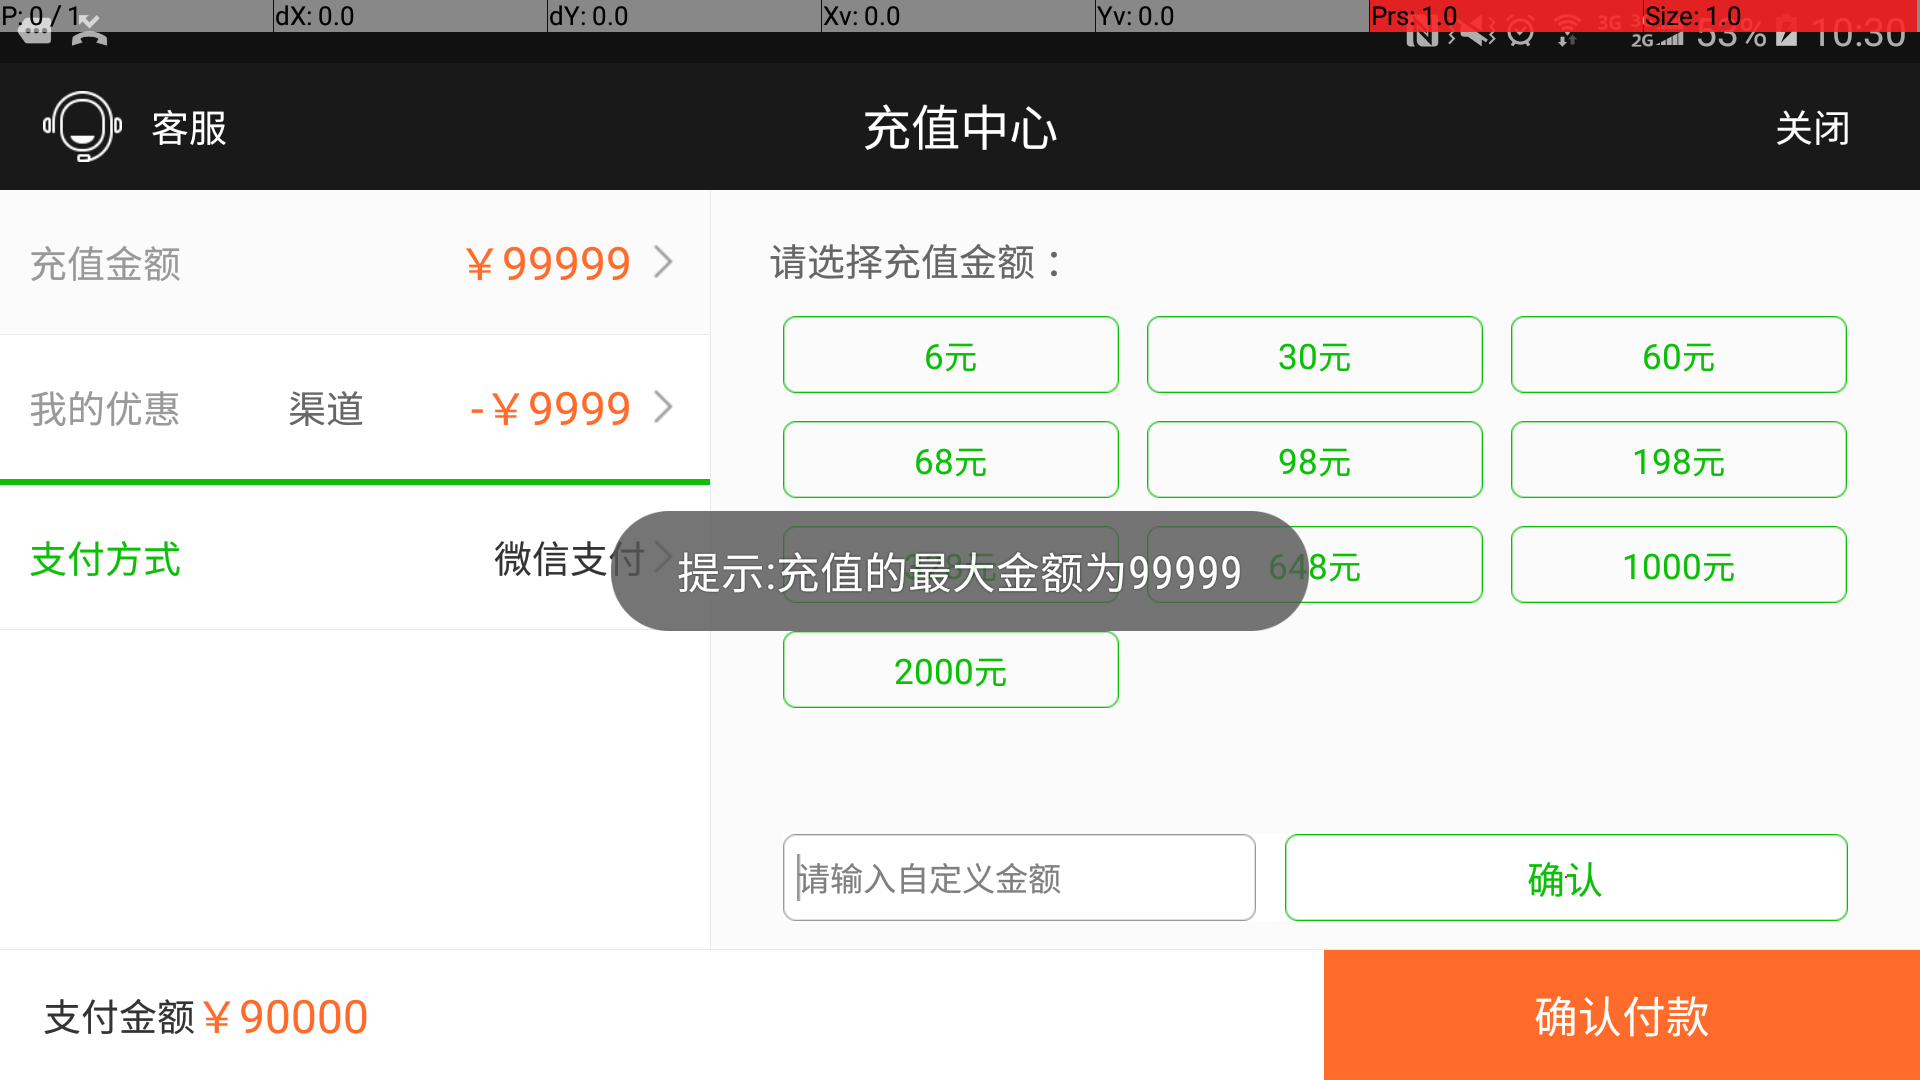 P: 0 / 1 dX: 0.0 dY: 0.0 Xv: 0.0 Yv: 0.0 Prs: 1.0 Size: 1.0
3G 2G 53% 10:30
客服 充值中心 关闭
充值金额 ￥99999
我的优惠 渠道 -￥9999
支付方式 微信支付
请选择充值金额：
6元 30元 60元
68元 98元 198元
648元 1000元
提示:充值的最大金额为99999
2000元
请输入自定义金额 确认
支付金额￥90000 确认付款